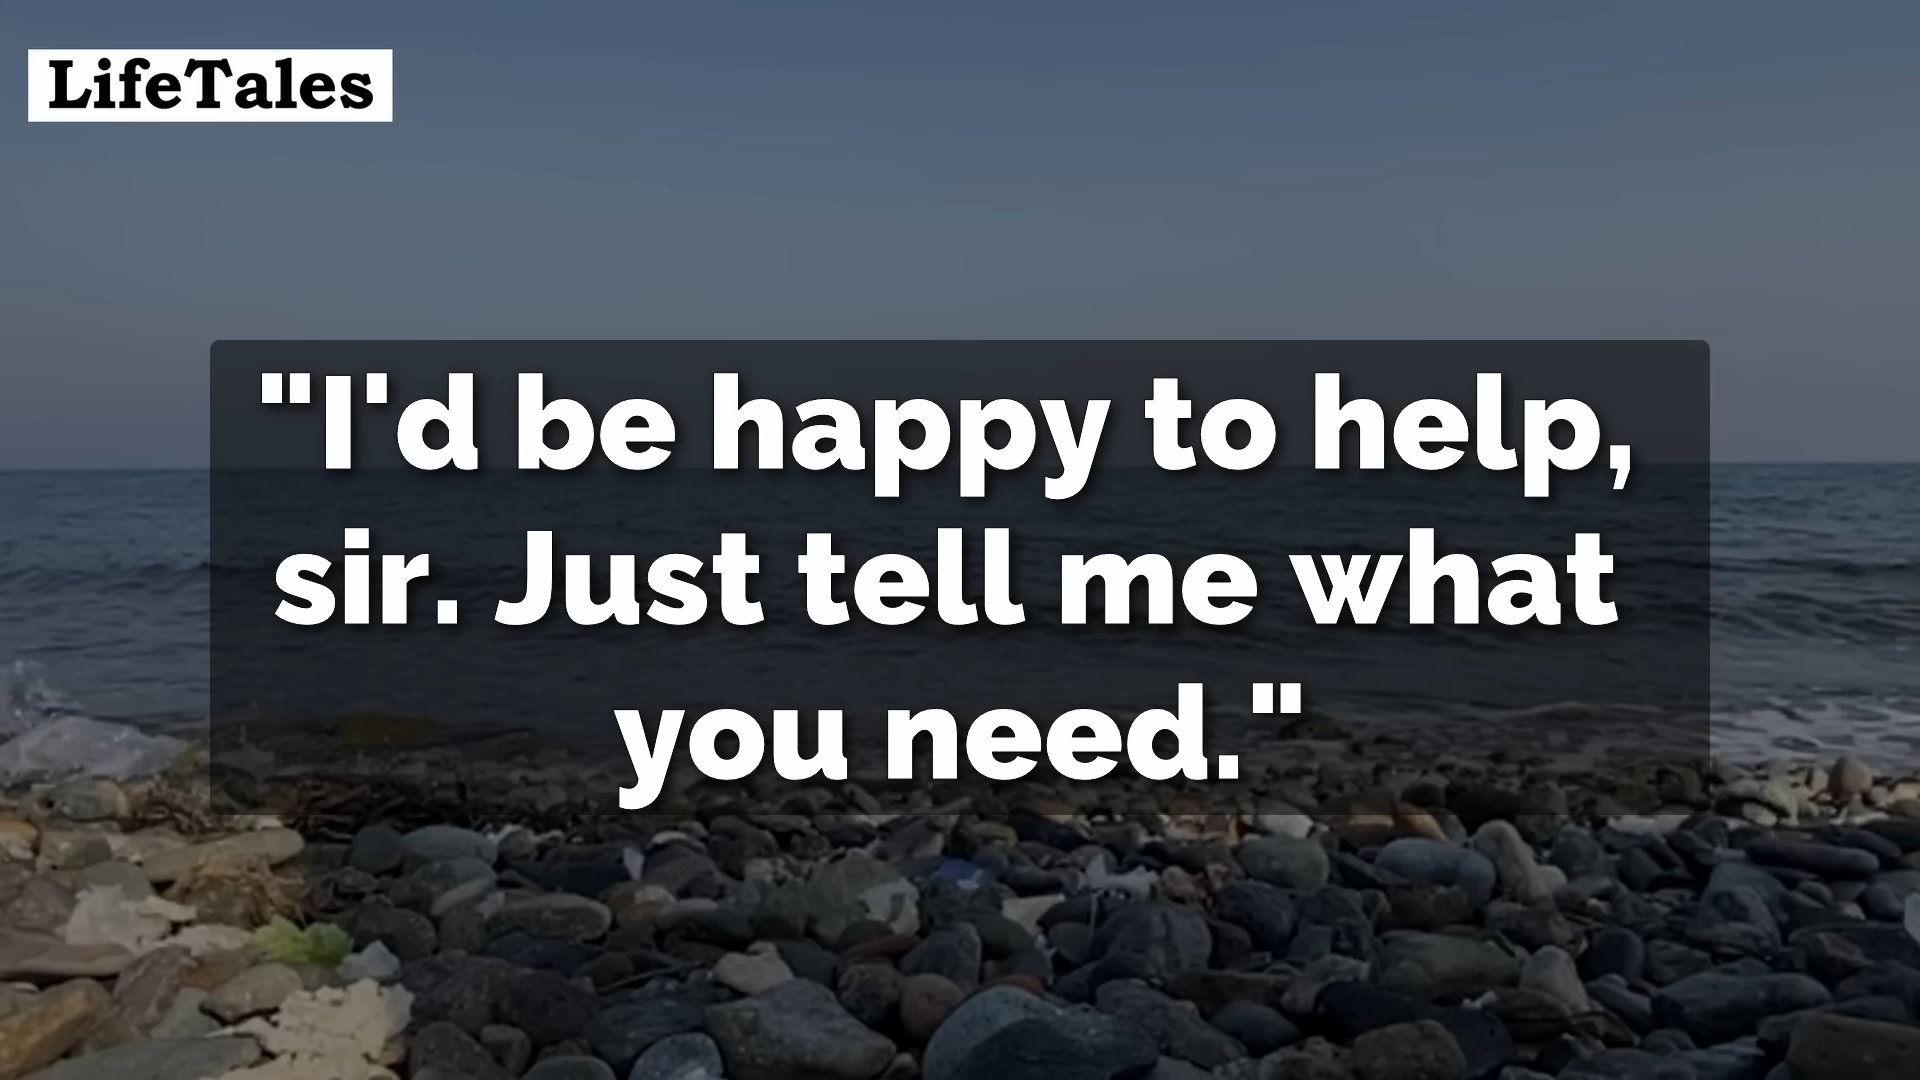 LifeTales
"I'd be happy to help,
sir. Just tell me what
you need."